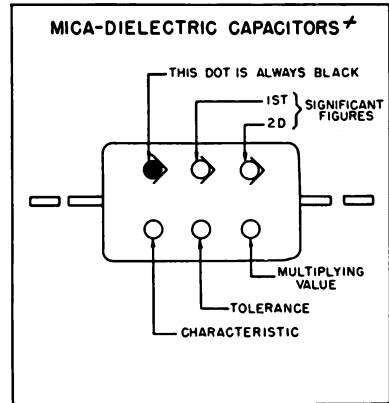 MICA-DIELECTRIC CAPACITORS+
THIS DOT IS ALWAYS BLACK
1ST
SIGNIFICANT
FIGURES
2D
MULTIPLYING
VALUE
TOLERANCE
CHARACTERISTIC